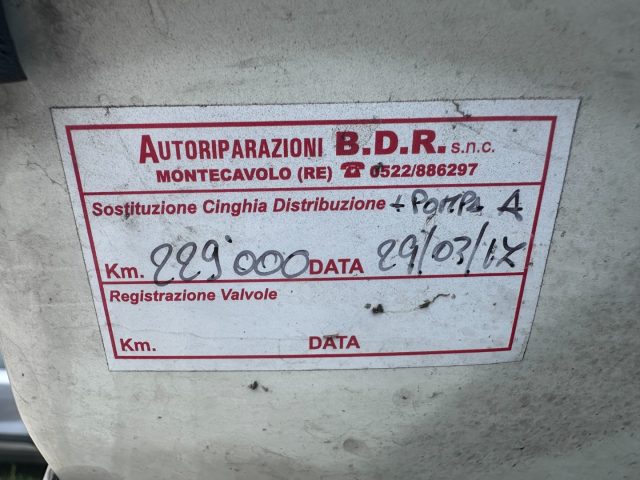 AUTORIPARAZIONI B.D.R. s.n.c.
MONTECAVOLO (RE) ☎ 0522/886297
Sostituzione Cinghia Distribuzione + POMPA A
Km. 229'000 DATA 29/03/17
Registrazione Valvole
Km. DATA